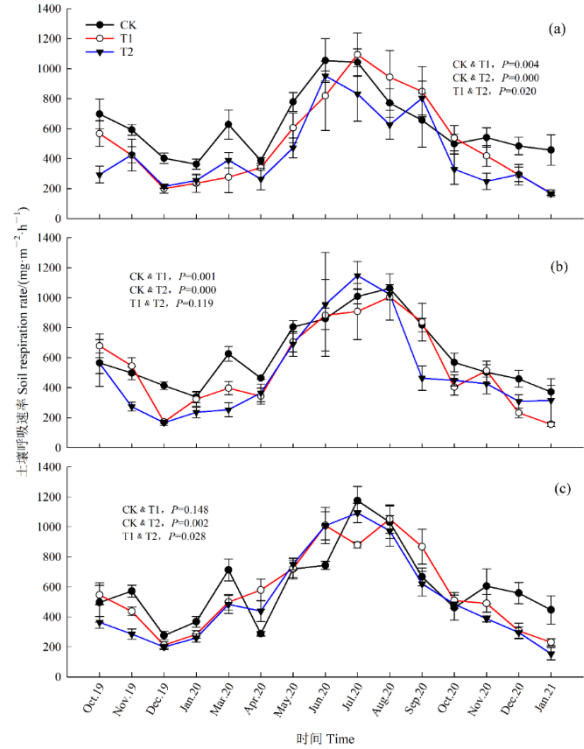 CK
T1
T2
(a)
CK & T1，P=0.004
CK & T2，P=0.000
T1 & T2，P=0.020
1400
1200
1000
800
600
400
200
0
(b)
CK & T1，P=0.001
CK & T2，P=0.000
T1 & T2，P=0.119
1400
1200
1000
800
600
400
200
0
(c)
CK & T1，P=0.148
CK & T2，P=0.002
T1 & T2，P=0.028
1400
1200
1000
800
600
400
200
0
土壤呼吸速率 Soil respiration rate/(mg·m⁻²·h⁻¹)
Oct.19
Nov.19
Dec.19
Jan.20
Mar.20
Apr.20
May.20
Jun.20
Jul.20
Aug.20
Sep.20
Oct.20
Nov.20
Dec.20
Jan.21
时间 Time